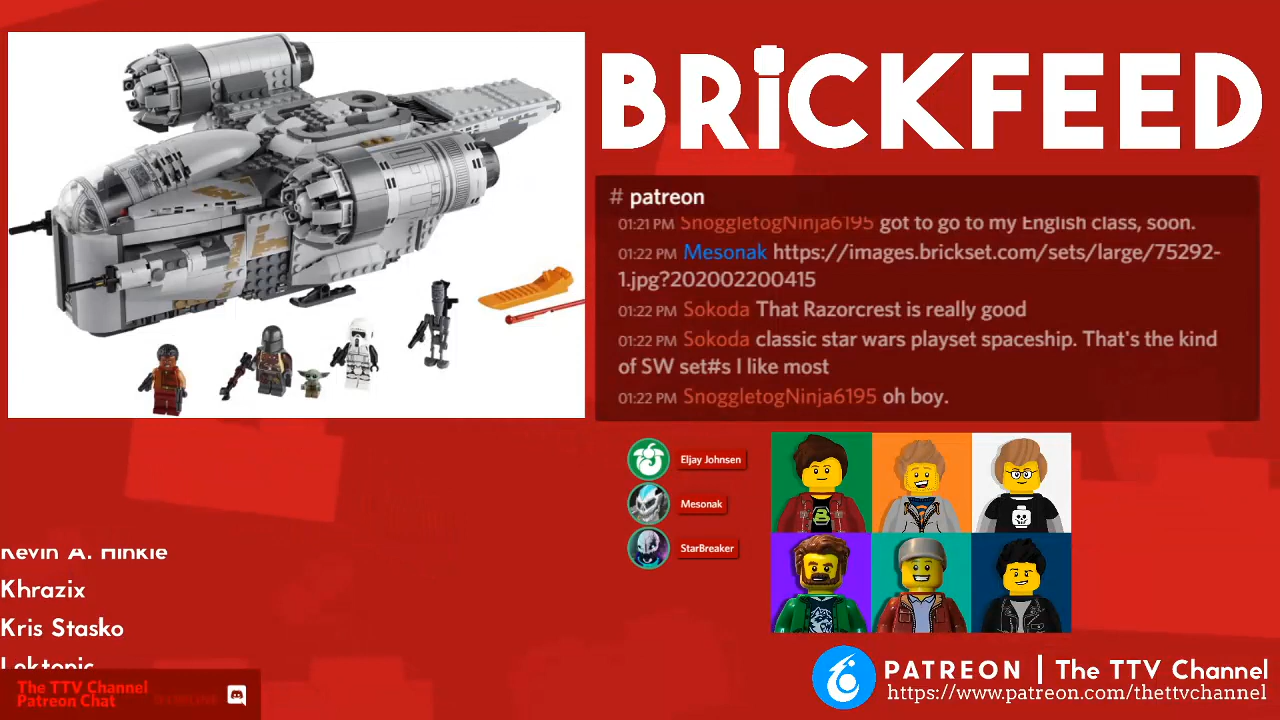 BRiCKFEED
# patreon
01:21 PM SnoggletogNinja6195 got to go to my English class, soon.
01:22 PM Mesonak https://images.brickset.com/sets/large/75292-
1.jpg?202002200415
01:22 PM Sokoda That Razorcrest is really good
01:22 PM Sokoda classic star wars playset spaceship. That's the kind
of SW set#s I like most
01:22 PM SnoggletogNinja6195 oh boy.
Eljay Johnsen
Mesonak
StarBreaker
Kevin A. Hinkle
Khrazix
Kris Stasko
Lektonic
The TTV Channel
Patreon Chat
PATREON | The TTV Channel
https://www.patreon.com/thettvchannel